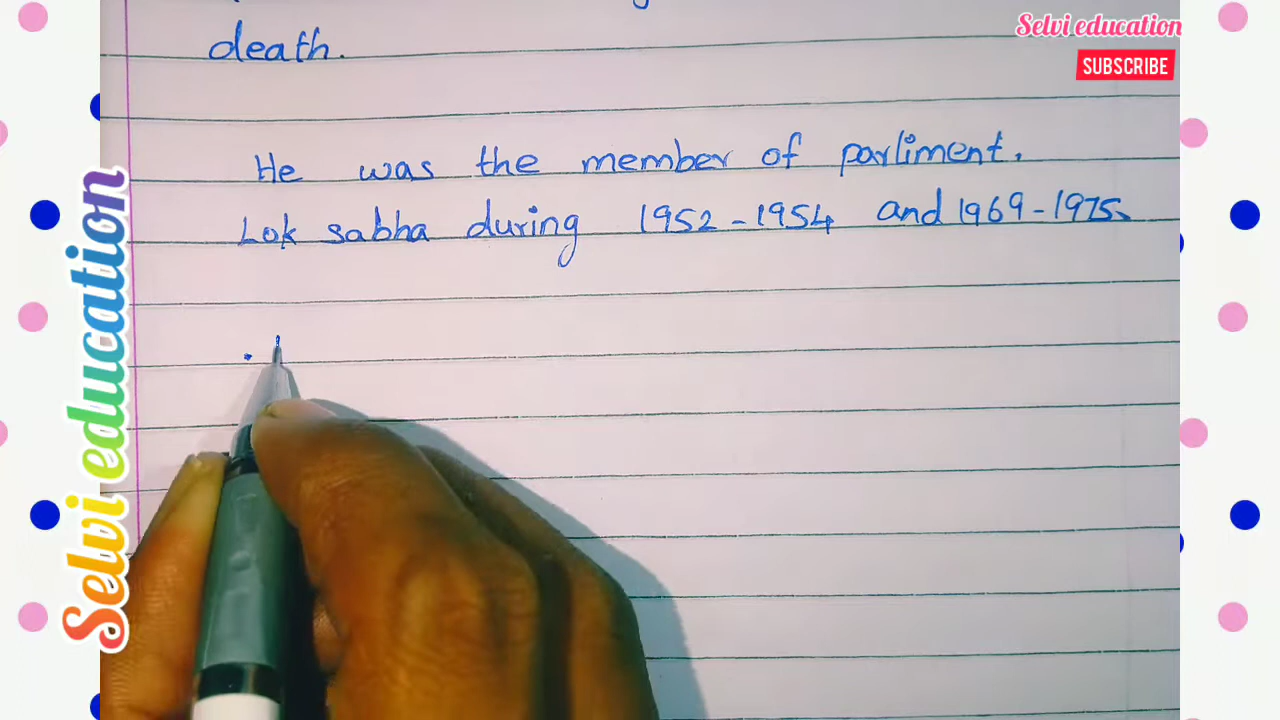 Selvi education
SUBSCRIBE
death.
He was the member of parliment.
Lok sabha during 1952-1954 and 1969-1975.
Selvi education